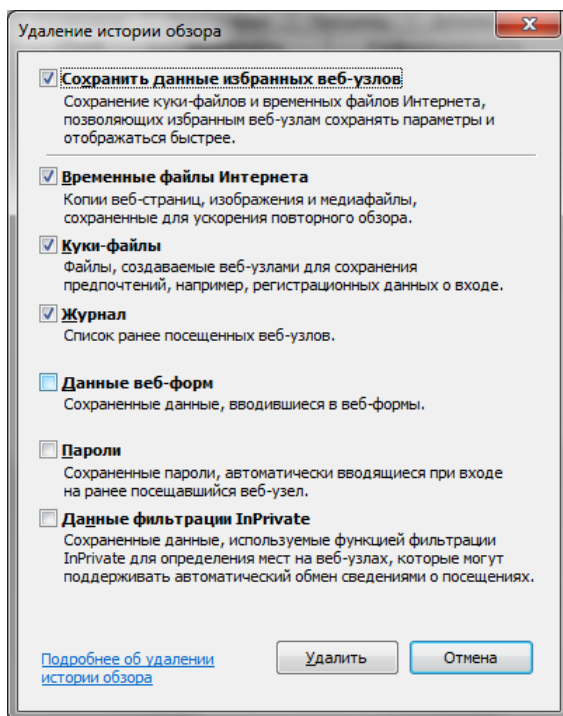 Удаление истории обзора
Сохранить данные избранных веб-узлов
Сохранение куки-файлов и временных файлов Интернета,
позволяющих избранным веб-узлам сохранять параметры и
отображаться быстрее.
Временные файлы Интернета
Копии веб-страниц, изображения и медиафайлы,
сохраненные для ускорения повторного обзора.
Куки-файлы
Файлы, создаваемые веб-узлами для сохранения
предпочтений, например, регистрационных данных о входе.
Журнал
Список ранее посещенных веб-узлов.
Данные веб-форм
Сохраненные данные, вводившиеся в веб-формы.
Пароли
Сохраненные пароли, автоматически вводящиеся при входе
на ранее посещавшийся веб-узел.
Данные фильтрации InPrivate
Сохраненные данные, используемые функцией фильтрации
InPrivate для определения мест на веб-узлах, которые могут
поддерживать автоматический обмен сведениями о посещениях.
Подробнее об удалении
истории обзора
Удалить
Отмена